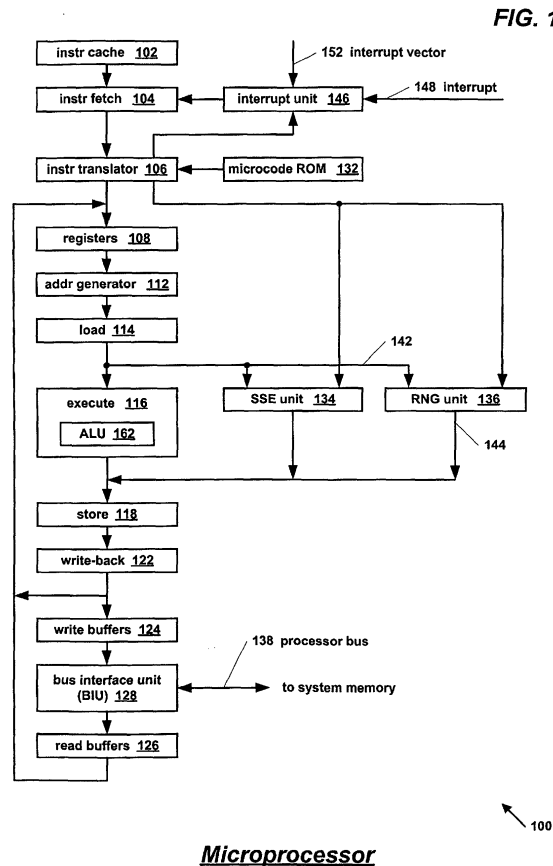 FIG. 1
instr cache 102
152 interrupt vector
instr fetch 104
interrupt unit 146
148 interrupt
instr translator 106
microcode ROM 132
registers 108
addr generator 112
load 114
142
execute 116
ALU 162
SSE unit 134
RNG unit 136
144
store 118
write-back 122
write buffers 124
138 processor bus
bus interface unit
(BIU) 128
to system memory
read buffers 126
100
Microprocessor